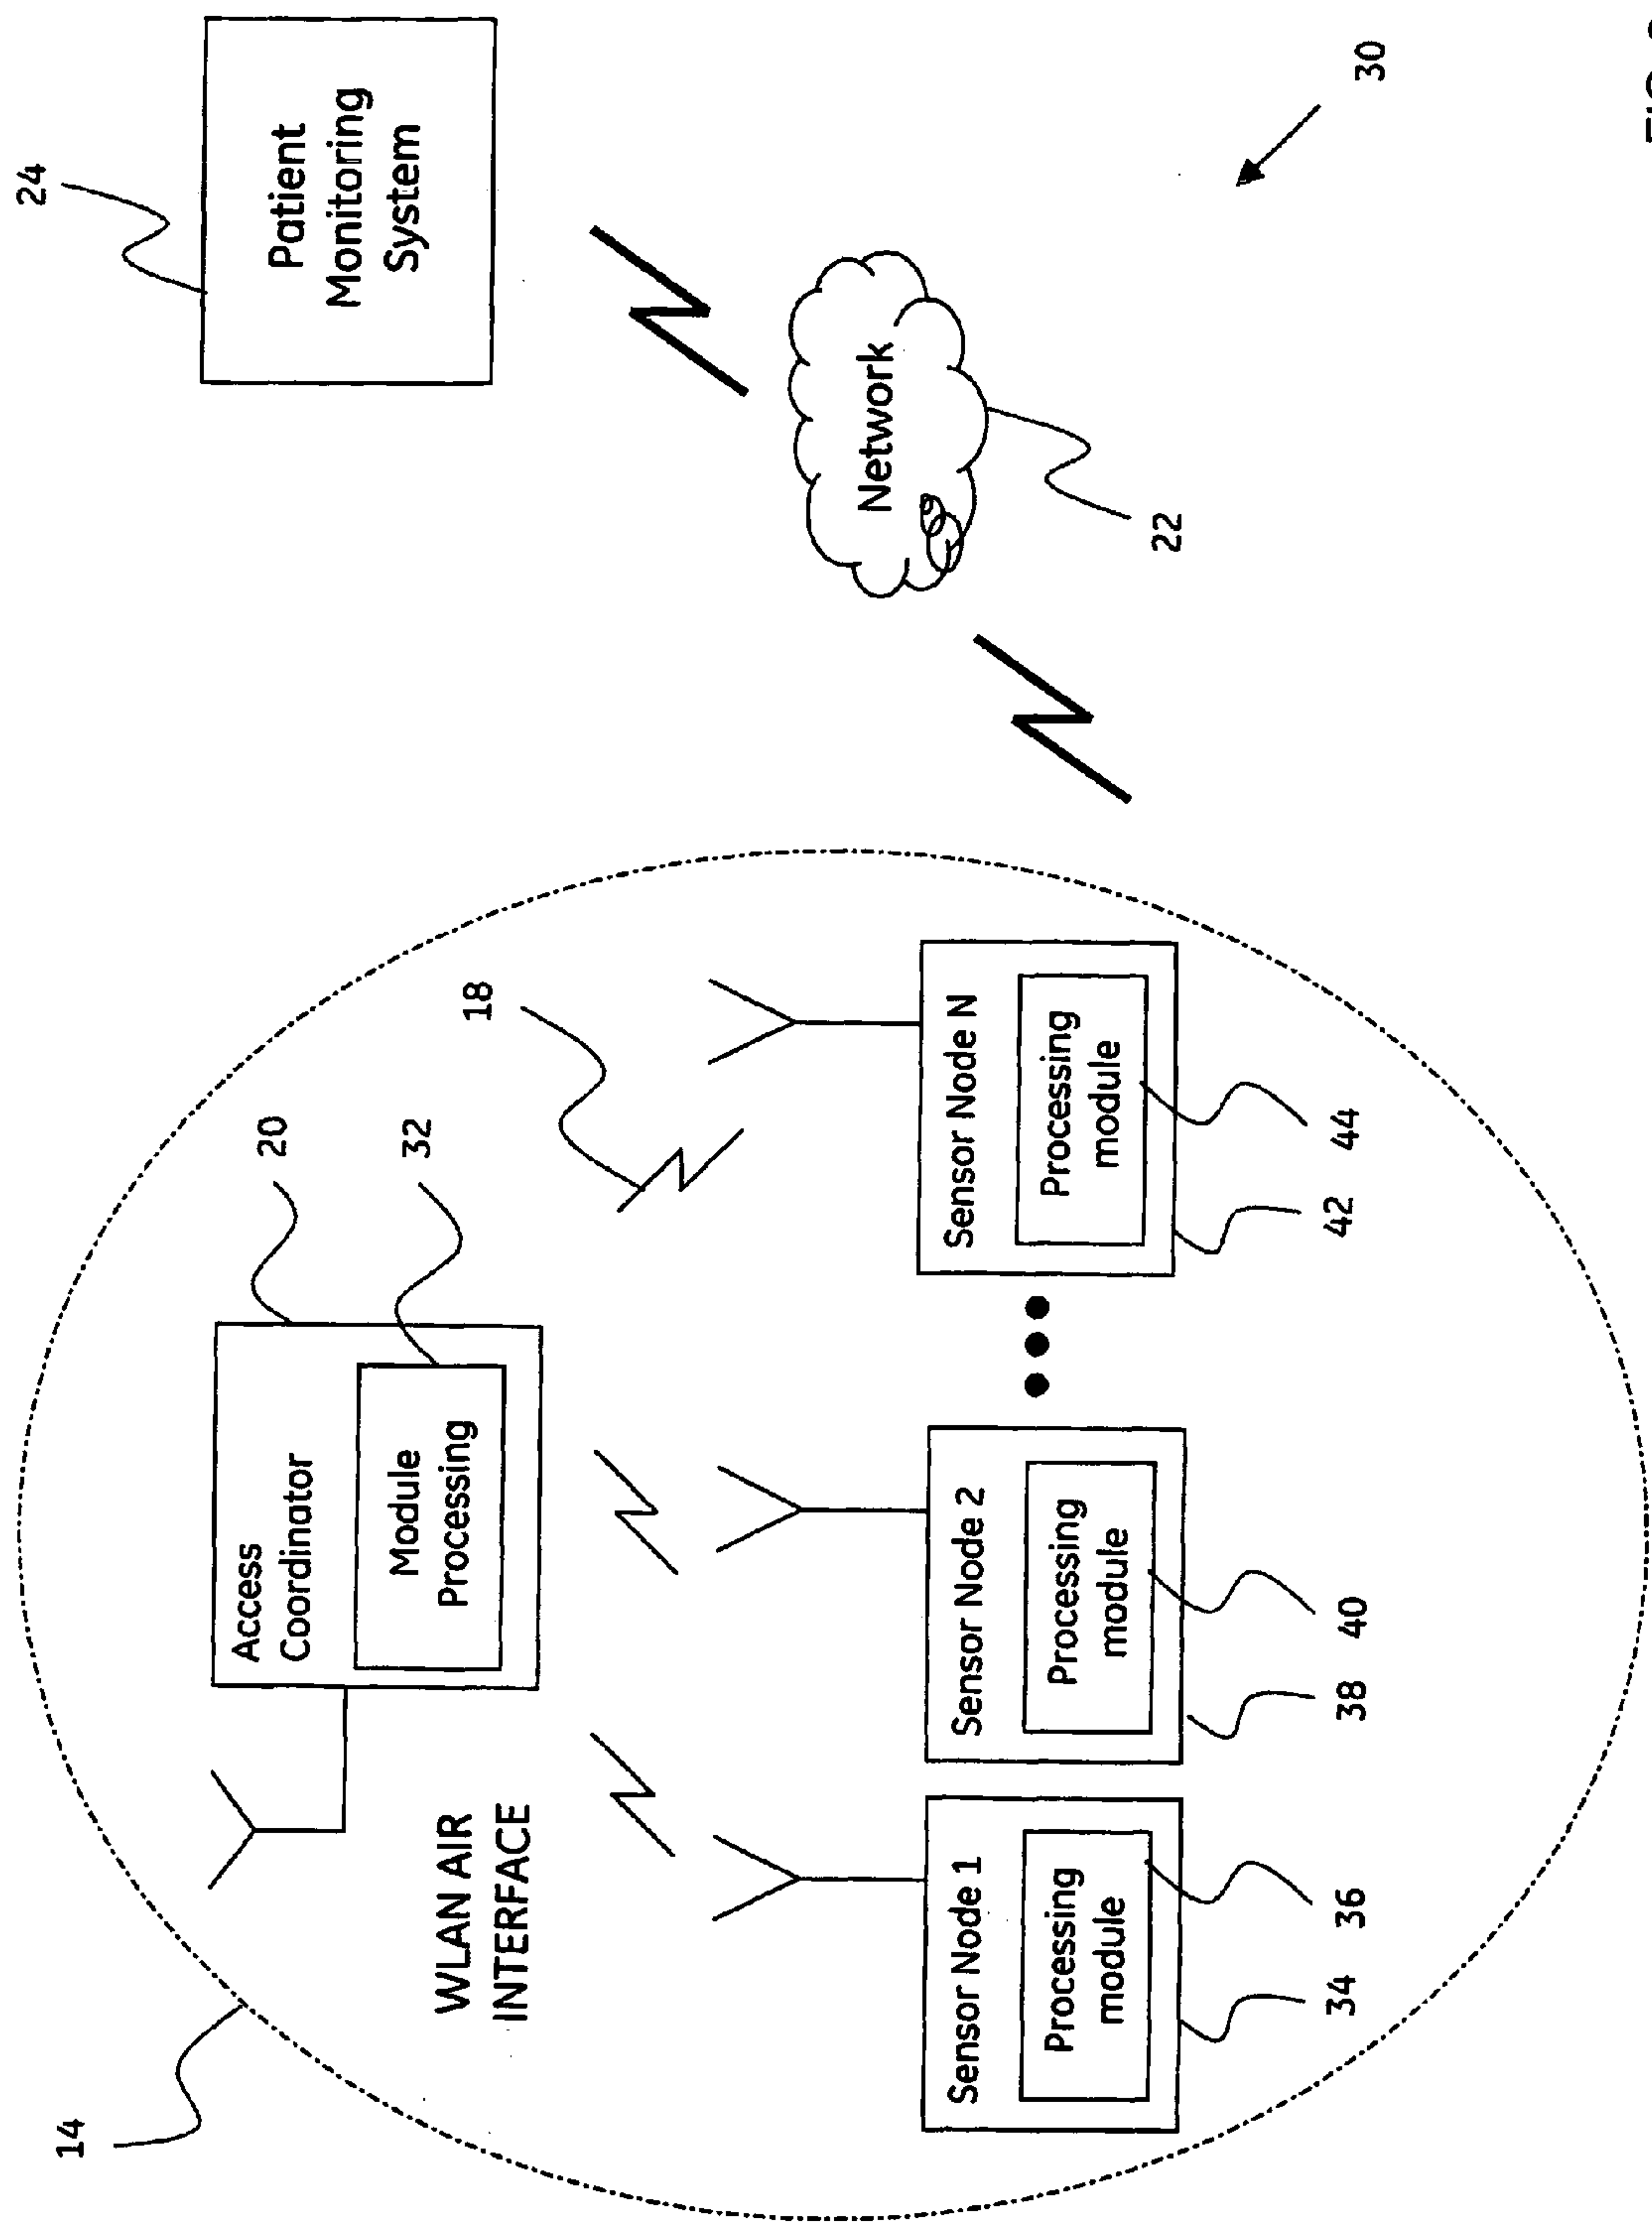 14
Access
Coordinator
Module
Processing
20
32
WLAN AIR
INTERFACE
18
Sensor Node 1
Processing
module
34
36
Sensor Node 2
Processing
module
38
40
Sensor Node N
Processing
module
42
44
24
Patient
Monitoring
System
Network
22
30